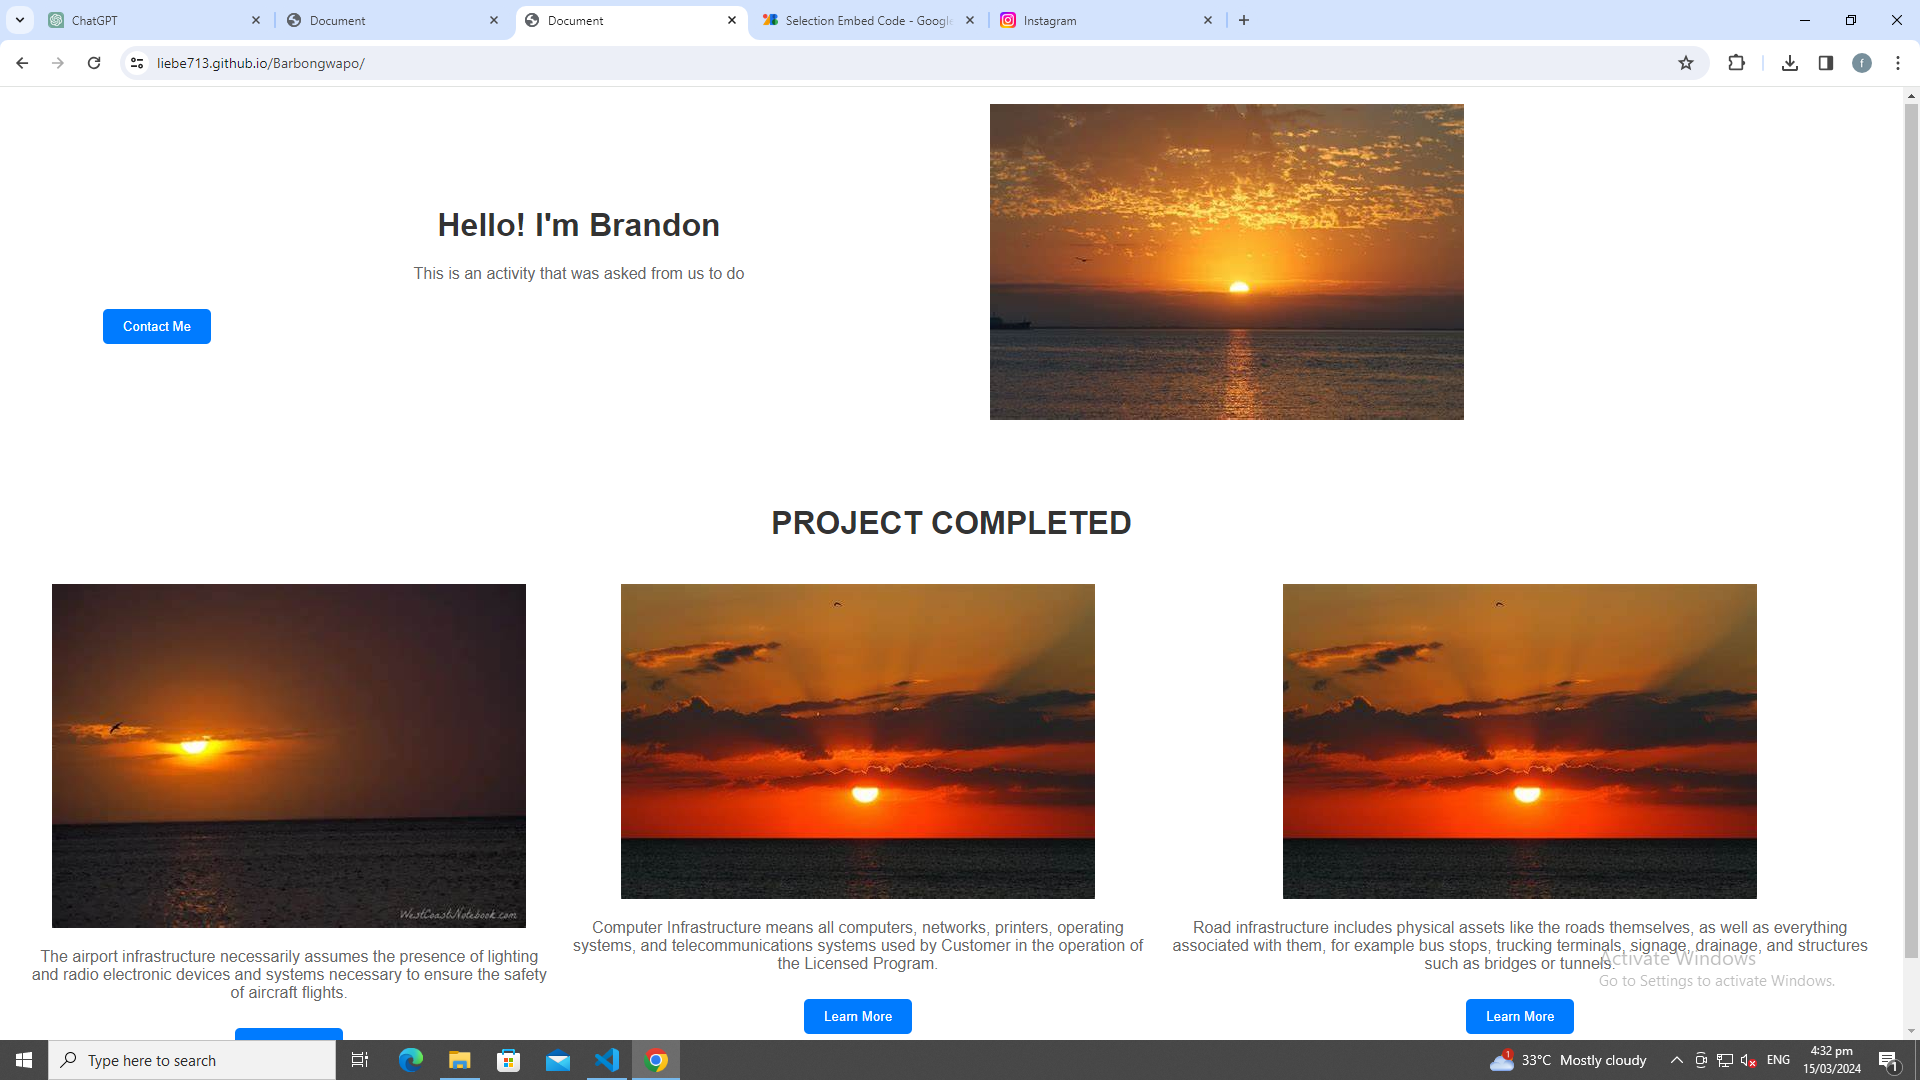 ChatGPT
Document
Document
Selection Embed Code - Google
Instagram
liebe713.github.io/Barbongwapo/
f
Hello! I'm Brandon
This is an activity that was asked from us to do
Contact Me
PROJECT COMPLETED
WestCoastNotebook.com
The airport infrastructure necessarily assumes the presence of lighting
and radio electronic devices and systems necessary to ensure the safety
of aircraft flights.
Computer Infrastructure means all computers, networks, printers, operating
systems, and telecommunications systems used by Customer in the operation of
the Licensed Program.
Learn More
Road infrastructure includes physical assets like the roads themselves, as well as everything
associated with them, for example bus stops, trucking terminals, signage, drainage, and structures
such as bridges or tunnels.
Learn More
Activate Windows
Go to Settings to activate Windows.
Type here to search
1
33°C Mostly cloudy
ENG
4:32 pm
15/03/2024
1